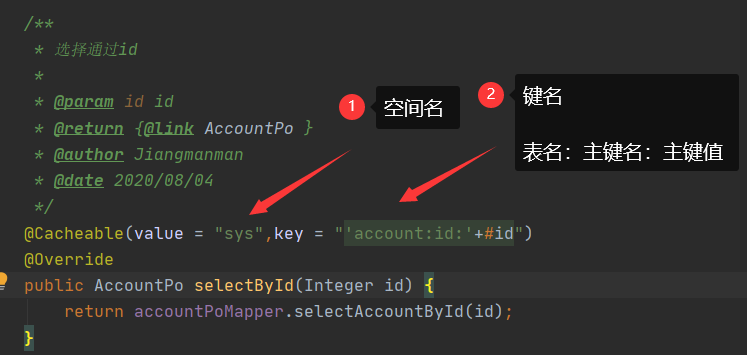 /**
* 选择通过id
*
* @param id id
* @return {@link AccountPo }
* @author Jiangmanman
* @date 2020/08/04
*/
@Cacheable(value = "sys",key = "'account:id:'+#id")
@Override
public AccountPo selectById(Integer id) {
return accountPoMapper.selectAccountById(id);
}
1
空间名
2
键名
表名：主键名：主键值